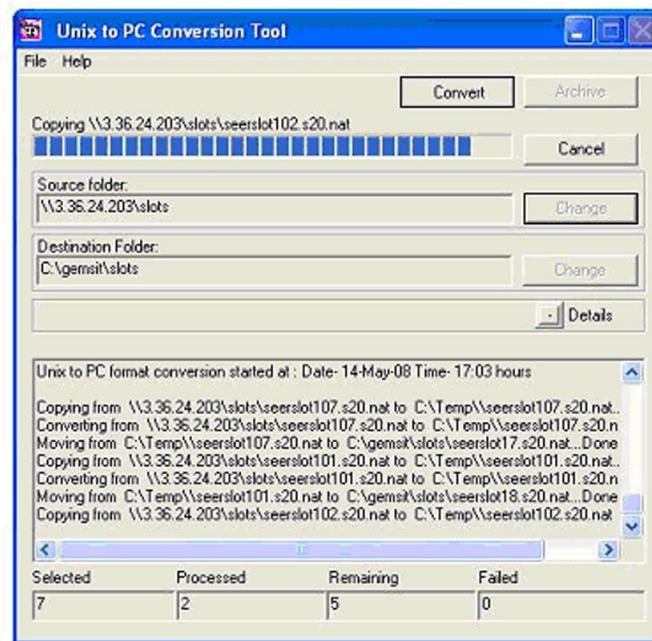 Unix to PC Conversion Tool
File Help
Convert
Archive
Copying \\3.36.24.203\slots\seerslot102.s20.nat
Cancel
Source folder:
\\3.36.24.203\slots
Change
Destination Folder:
C:\gemsit\slots
Change
- Details
Unix to PC format conversion started at : Date- 14-May-08 Time- 17:03 hours
Copying from \\3.36.24.203\slots\seerslot107.s20.nat to C:\Temp\\seerslot107.s20.nat..
Converting from \\3.36.24.203\slots\seerslot107.s20.nat to C:\Temp\\seerslot107.s20.n
Moving from C:\Temp\\seerslot107.s20.nat to C:\gemsit\slots\seerslot17.s20.nat...Done
Copying from \\3.36.24.203\slots\seerslot101.s20.nat to C:\Temp\\seerslot101.s20.nat..
Converting from \\3.36.24.203\slots\seerslot101.s20.nat to C:\Temp\\seerslot101.s20.n
Moving from C:\Temp\\seerslot101.s20.nat to C:\gemsit\slots\seerslot18.s20.nat...Done
Copying from \\3.36.24.203\slots\seerslot102.s20.nat to C:\Temp\\seerslot102.s20.nat
Selected Processed Remaining Failed
7 2 5 0